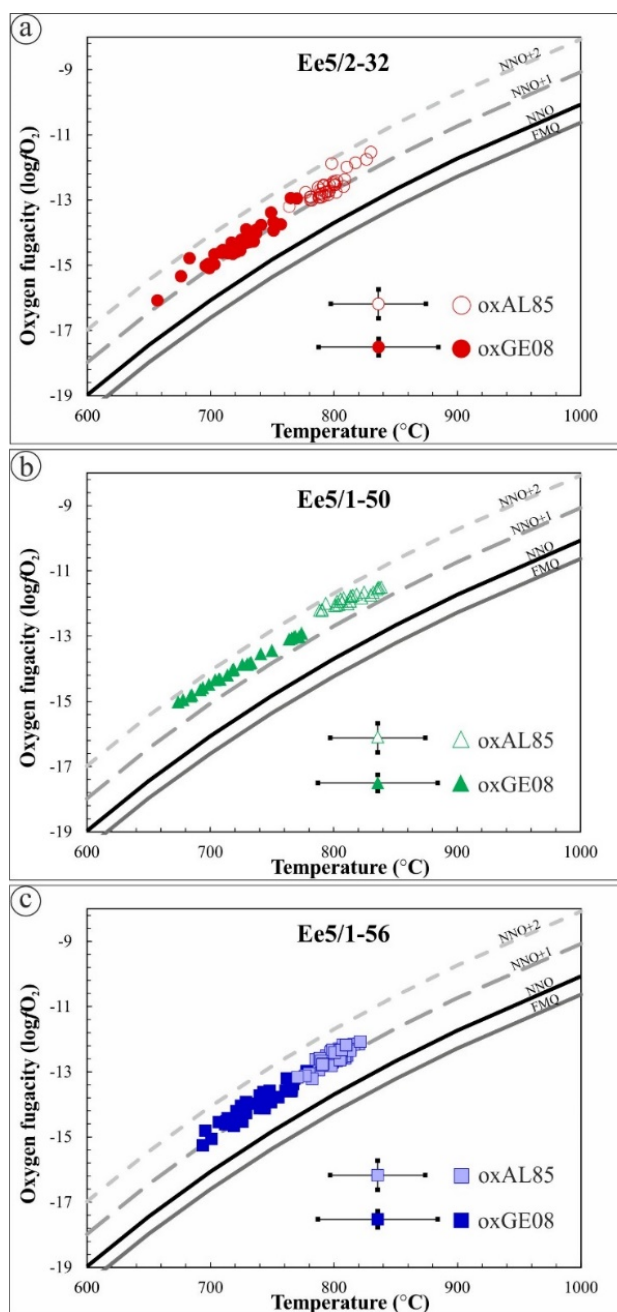 a
Ee5/2-32
-9
-11
-13
-15
-17
-19
Oxygen fugacity (logfO2)
NNO+2
NNO+1
NNO
FMQ
oxAL85
oxGE08
600 700 800 900 1000
Temperature (°C)
b
Ee5/1-50
-9
-11
-13
-15
-17
-19
Oxygen fugacity (logfO2)
NNO+2
NNO+1
NNO
FMQ
oxAL85
oxGE08
600 700 800 900 1000
Temperature (°C)
c
Ee5/1-56
-9
-11
-13
-15
-17
-19
Oxygen fugacity (logfO2)
NNO+2
NNO+1
NNO
FMQ
oxAL85
oxGE08
600 700 800 900 1000
Temperature (°C)